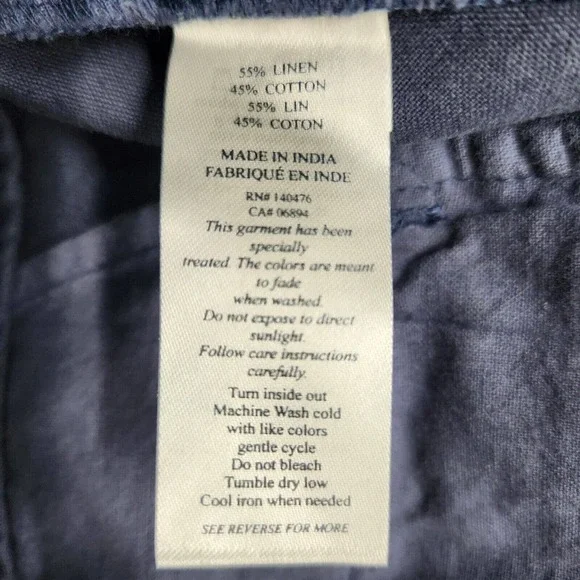 55% LINEN
45% COTTON
55% LIN
45% COTON
MADE IN INDIA
FABRIQUÉ EN INDE
RN# 140476
CA# 06894
This garment has been
specially
treated. The colors are meant
to fade
when washed.
Do not expose to direct
sunlight.
Follow care instructions
carefully.
Turn inside out
Machine Wash cold
with like colors
gentle cycle
Do not bleach
Tumble dry low
Cool iron when needed
SEE REVERSE FOR MORE